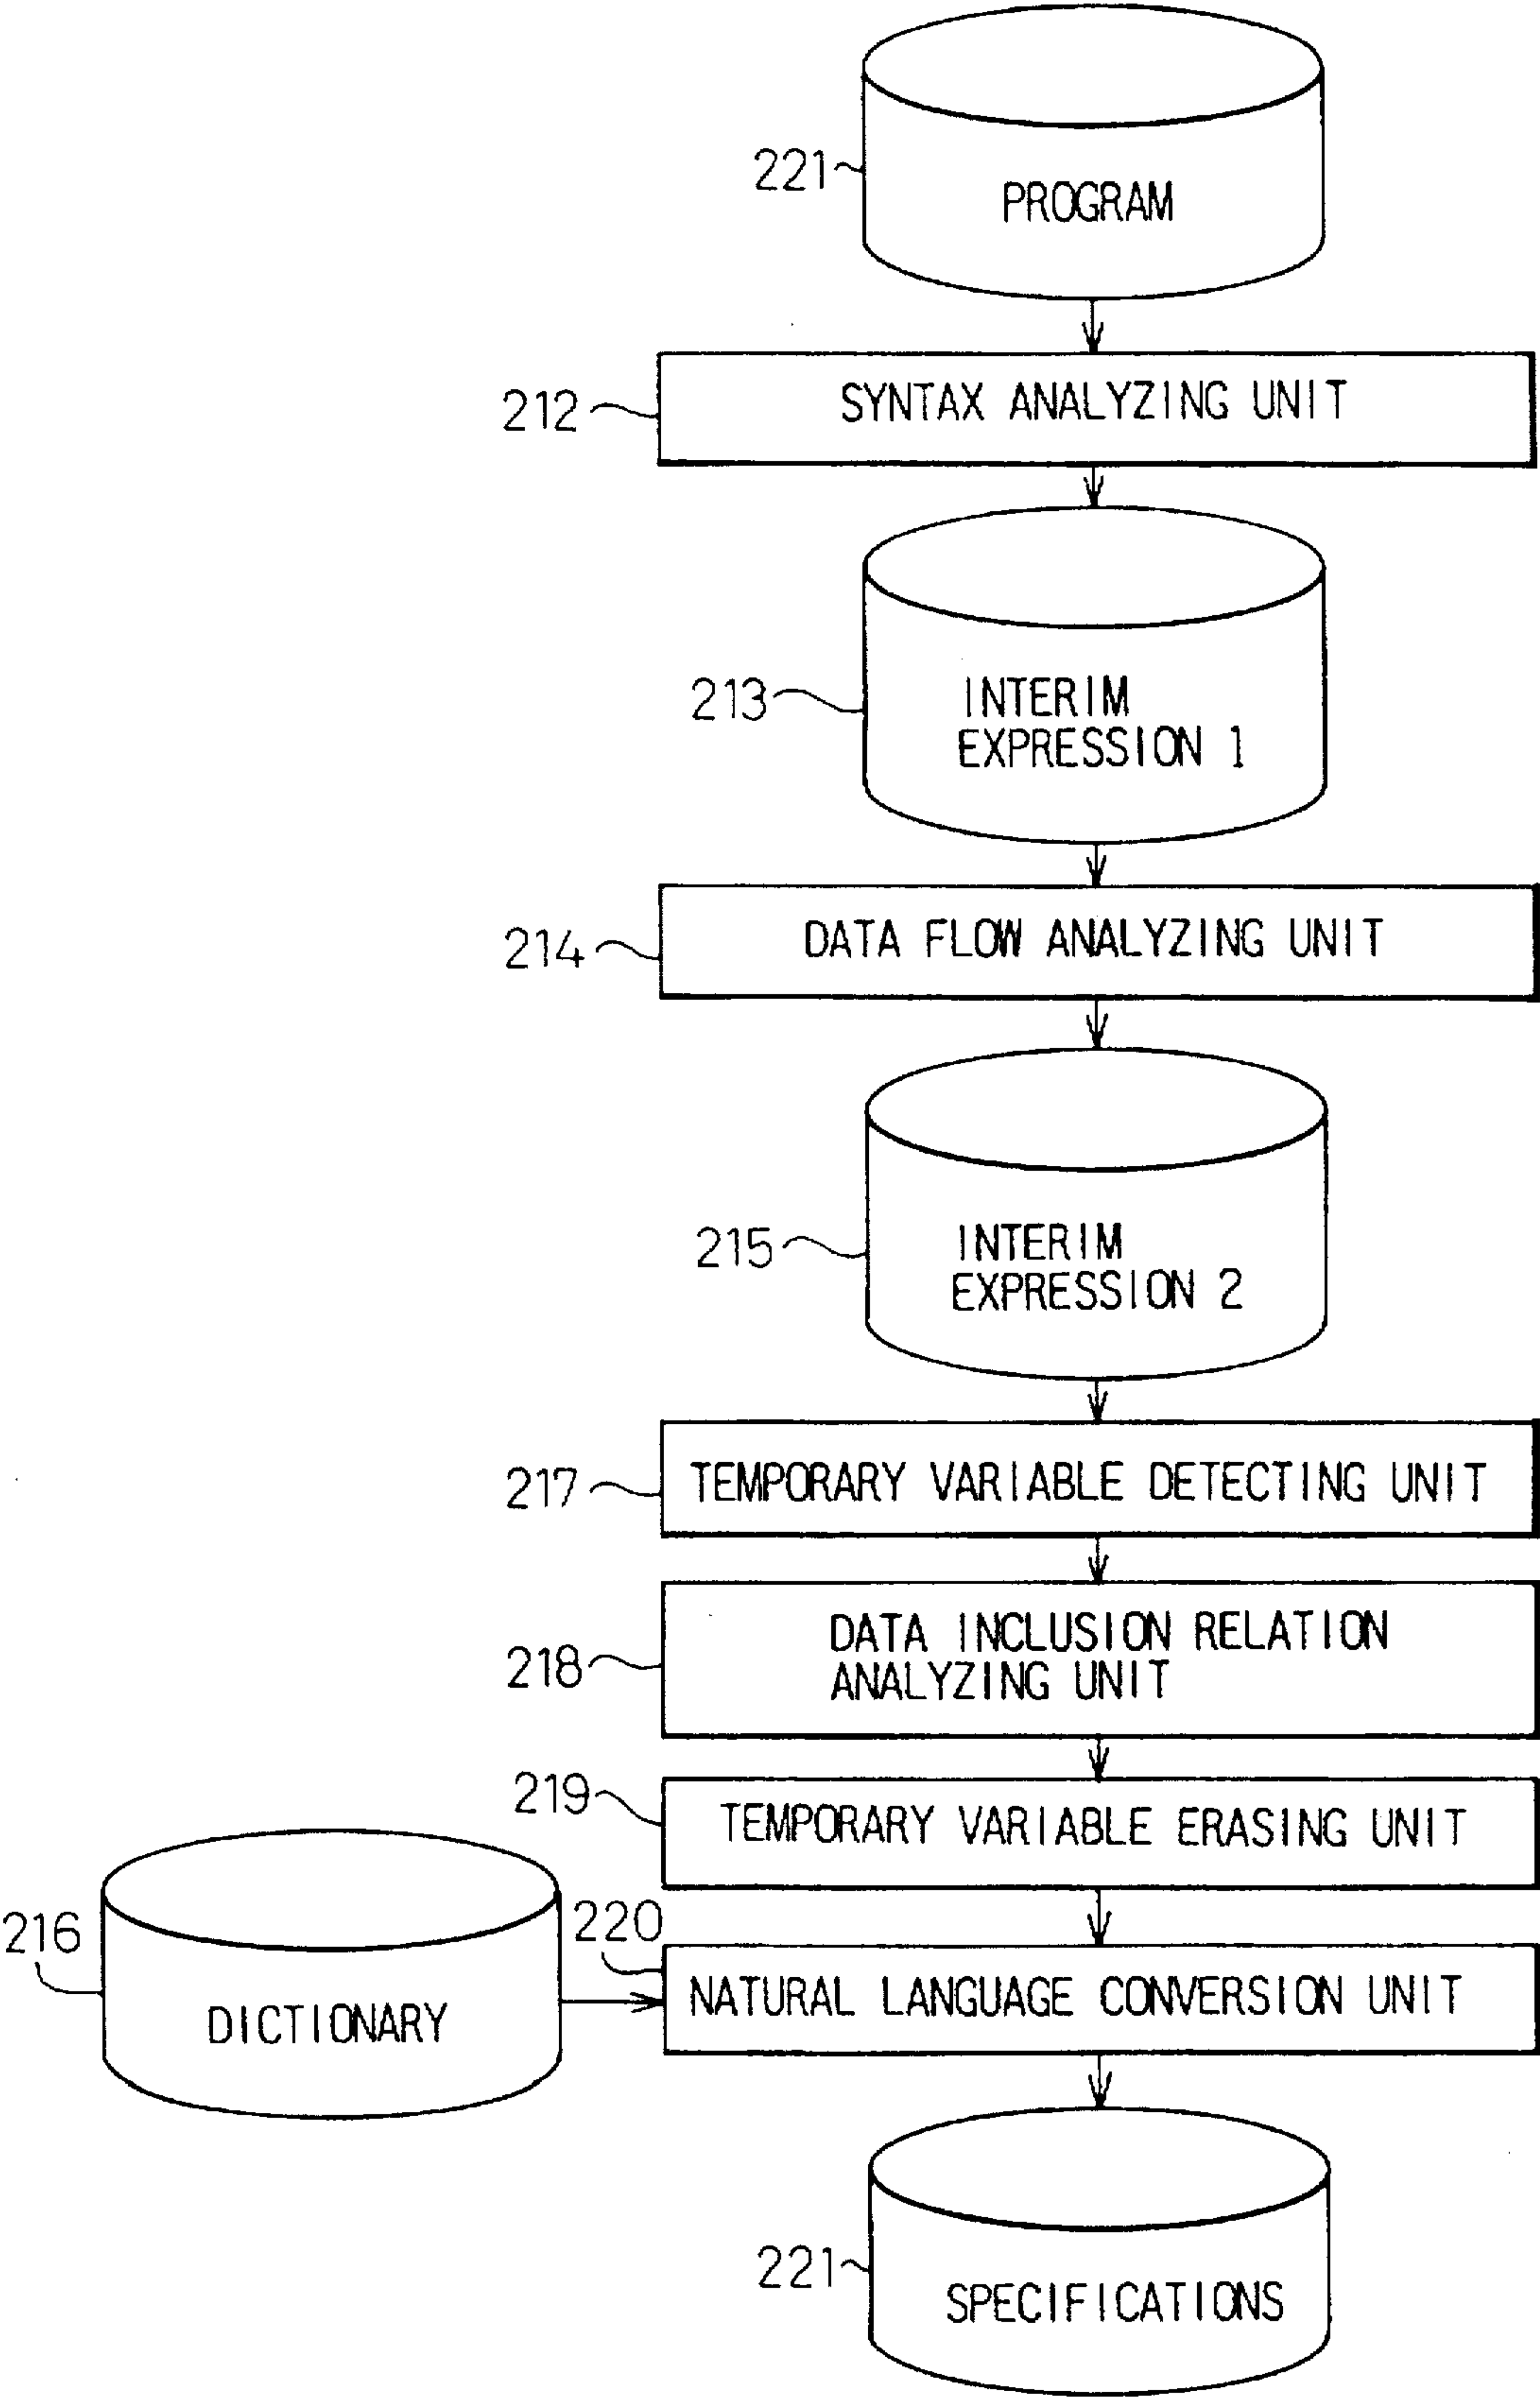 221
PROGRAM
212
SYNTAX ANALYZING UNIT
213
INTERIM
EXPRESSION 1
214
DATA FLOW ANALYZING UNIT
215
INTERIM
EXPRESSION 2
217
TEMPORARY VARIABLE DETECTING UNIT
218
DATA INCLUSION RELATION
ANALYZING UNIT
219
TEMPORARY VARIABLE ERASING UNIT
216
DICTIONARY
220
NATURAL LANGUAGE CONVERSION UNIT
221
SPECIFICATIONS